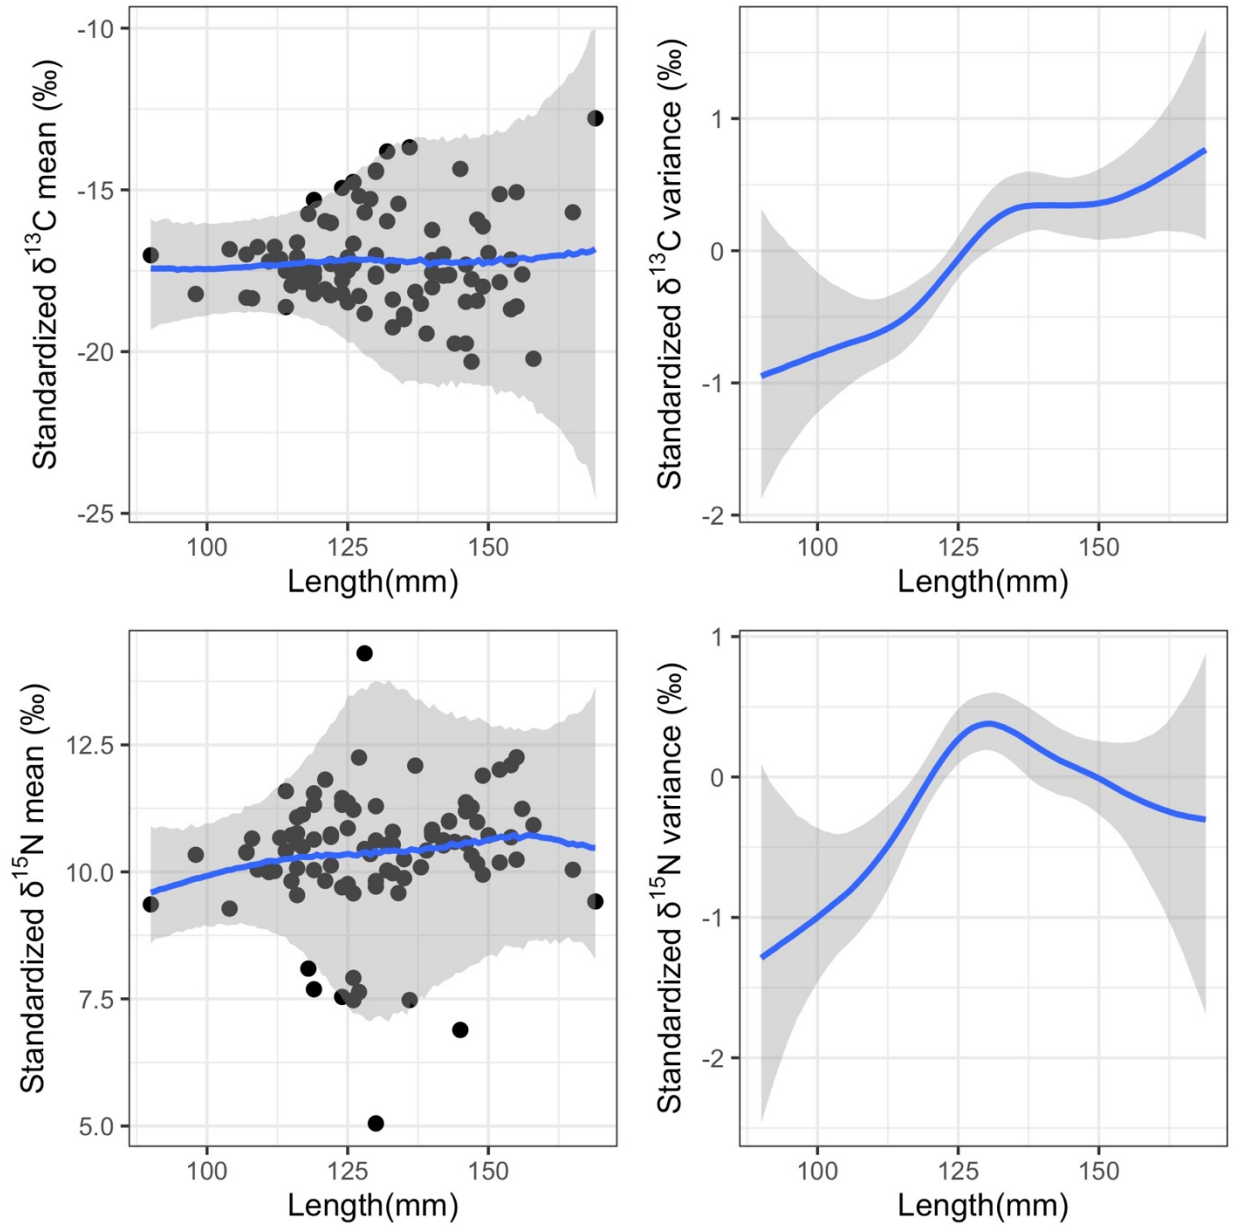 Standardized δ¹³C mean (‰)
-10
-15
-20
-25
100 125 150
Length(mm)
Standardized δ¹³C variance (‰)
1
0
-1
-2
100 125 150
Length(mm)
Standardized δ¹⁵N mean (‰)
12.5
10.0
7.5
5.0
100 125 150
Length(mm)
Standardized δ¹⁵N variance (‰)
1
0
-1
-2
100 125 150
Length(mm)